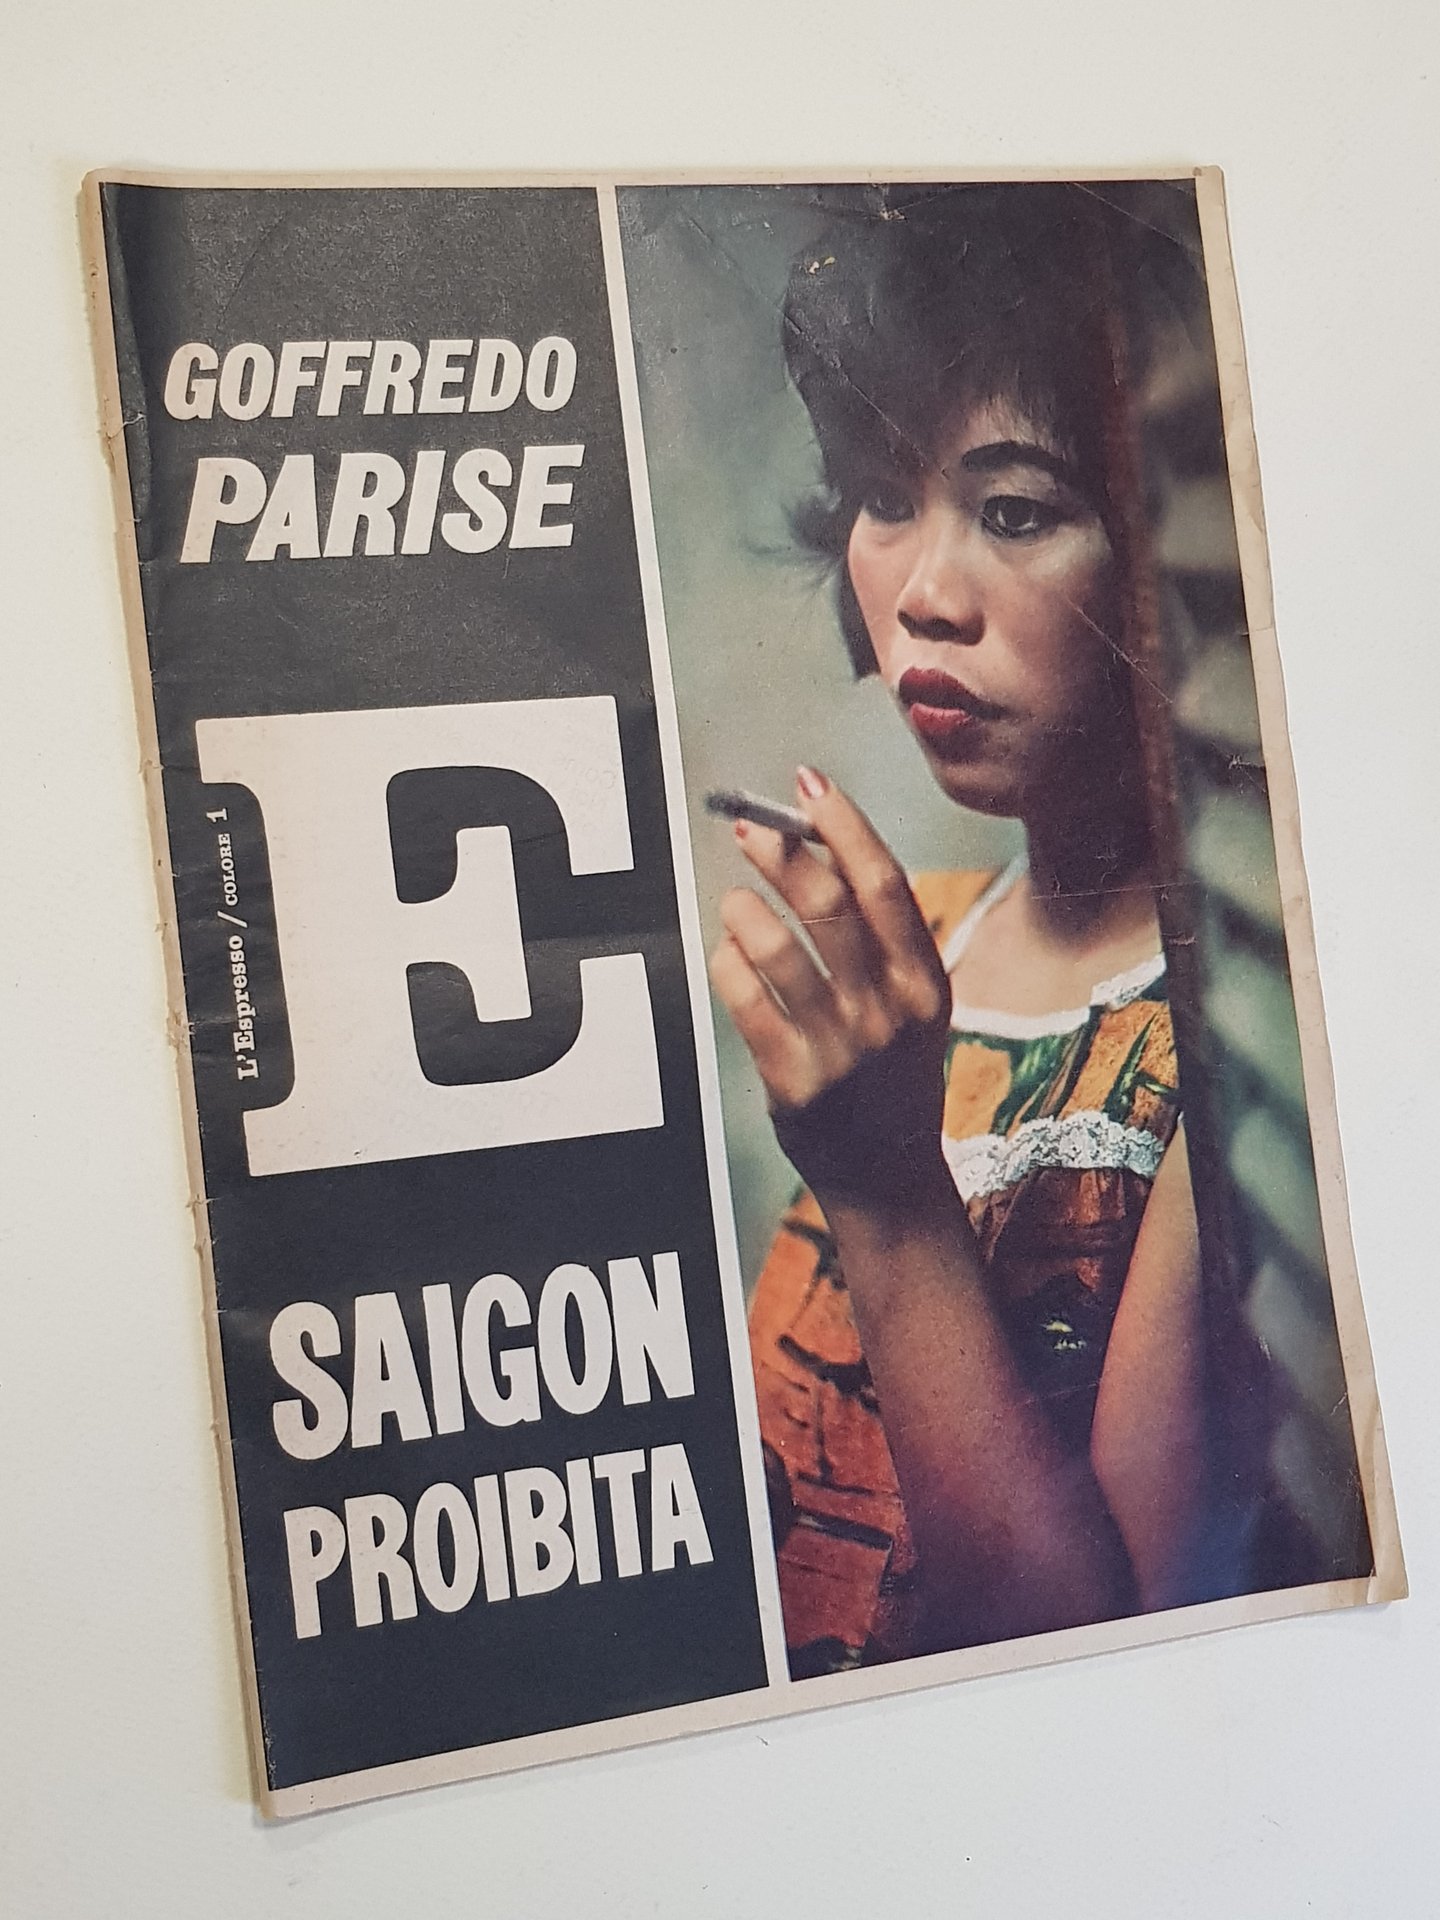 GOFFREDO
PARISE
E
L'Espresso / COLORE 1
SAIGON
PROIBITA